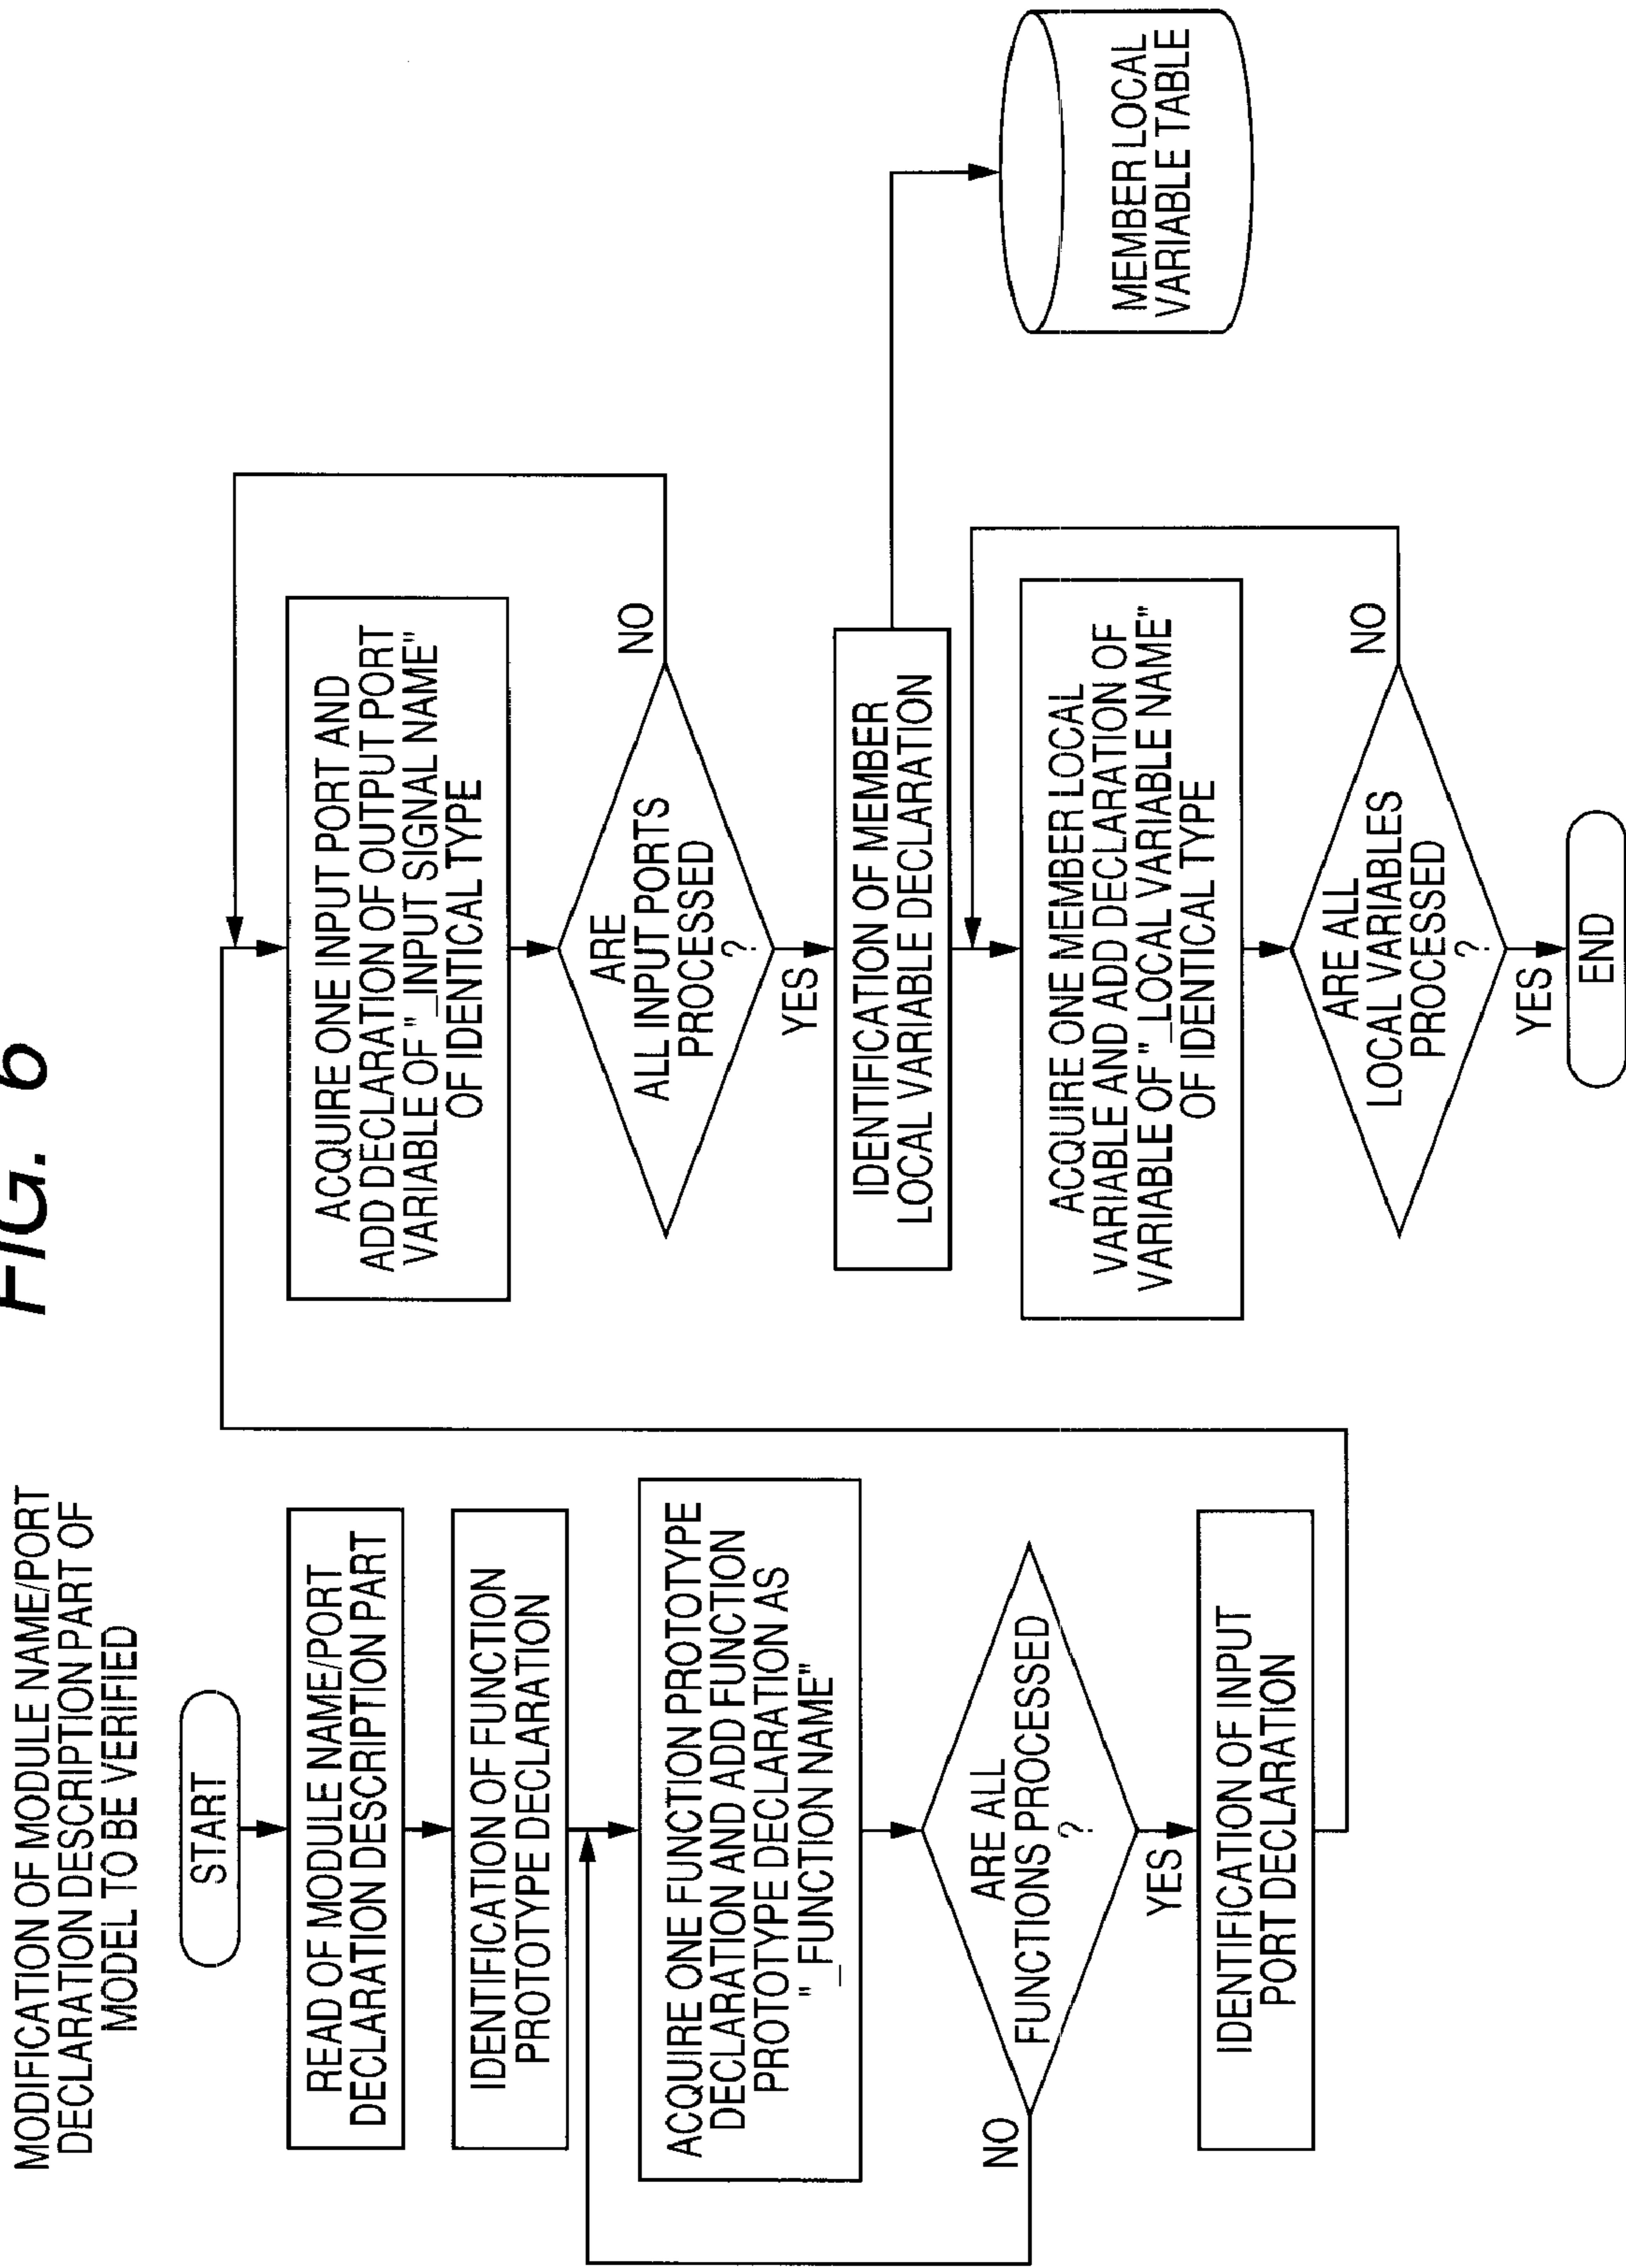 FIG. 6
MODIFICATION OF MODULE NAME/PORT
DECLARATION DESCRIPTION PART OF
MODEL TO BE VERIFIED
START
READ OF MODULE NAME/PORT
DECLARATION DESCRIPTION PART
IDENTIFICATION OF FUNCTION
PROTOTYPE DECLARATION
ACQUIRE ONE FUNCTION PROTOTYPE
DECLARATION AND ADD FUNCTION
PROTOTYPE DECLARATION AS
"_FUNCTION NAME"
ARE ALL
FUNCTIONS PROCESSED
?
NO
YES
IDENTIFICATION OF INPUT
PORT DECLARATION
ACQUIRE ONE INPUT PORT AND
ADD DECLARATION OF OUTPUT PORT
VARIABLE OF "_INPUT SIGNAL NAME"
OF IDENTICAL TYPE
ARE
ALL INPUT PORTS
PROCESSED
?
NO
YES
IDENTIFICATION OF MEMBER
LOCAL VARIABLE DECLARATION
MEMBER LOCAL
VARIABLE TABLE
ACQUIRE ONE MEMBER LOCAL
VARIABLE AND ADD DECLARATION OF
VARIABLE OF "_LOCAL VARIABLE NAME"
OF IDENTICAL TYPE
ARE ALL
LOCAL VARIABLES
PROCESSED
?
NO
YES
END